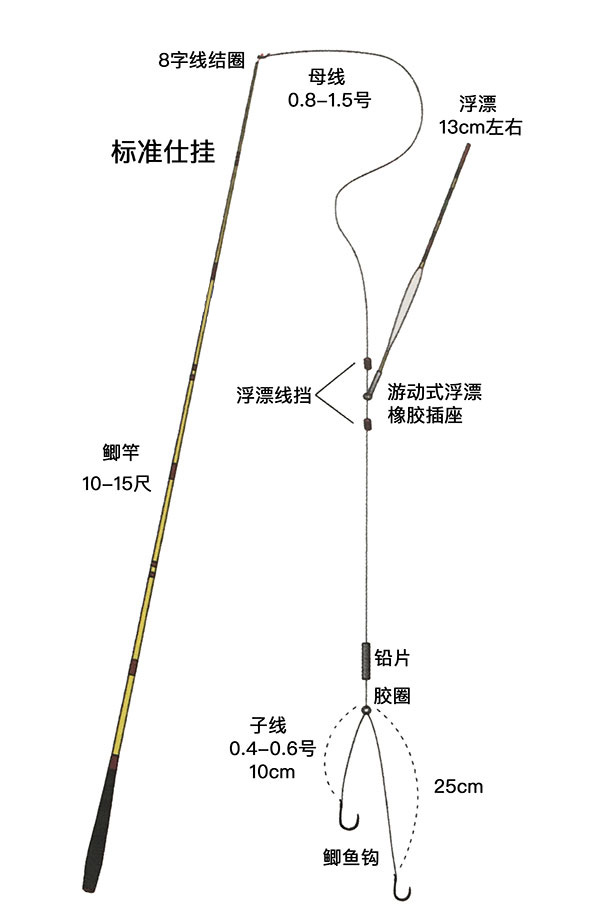 8字线结圈
母线
0.8-1.5号
浮漂
13cm左右
标准仕挂
浮漂线挡
游动式浮漂
橡胶插座
鲫竿
10-15尺
铅片
胶圈
子线
0.4-0.6号
10cm
25cm
鲫鱼钩